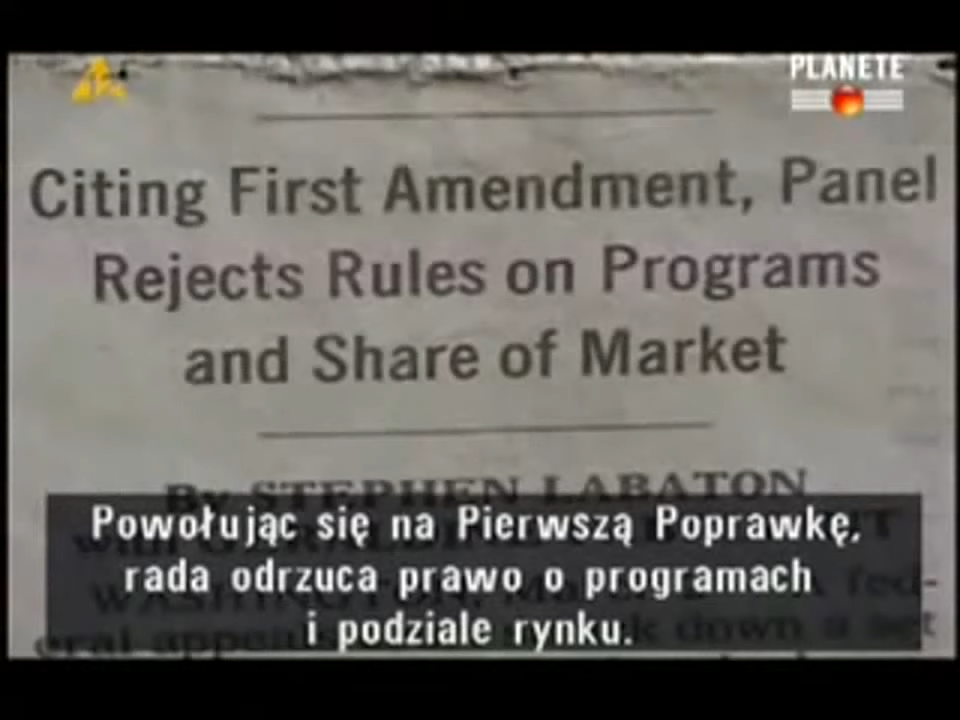 PLANETE
Citing First Amendment, Panel
Rejects Rules on Programs
and Share of Market
By STEPHEN LABATON
Powołując się na Pierwszą Poprawkę,
rada odrzuca prawo o programach
i podziale rynku.